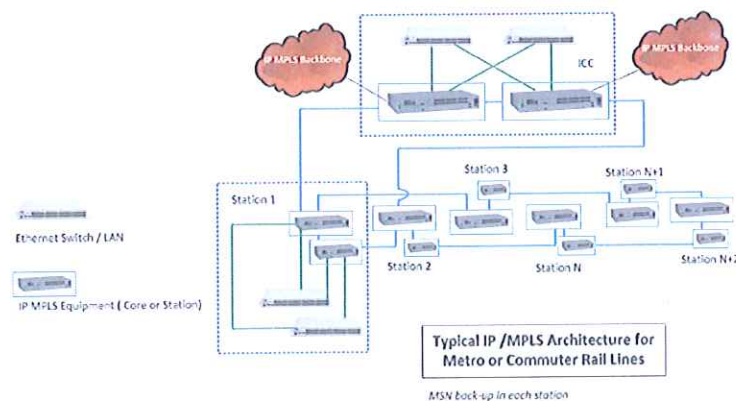 IP MPLS Backbone
IP MPLS Backbone
ICC
Station 1
Station 3
Station N+1
Station 2
Station N
Station N+2
Ethernet Switch / LAN
IP MPLS Equipment ( Core or Station)
Typical IP /MPLS Architecture for
Metro or Commuter Rail Lines
MSN back-up in each station